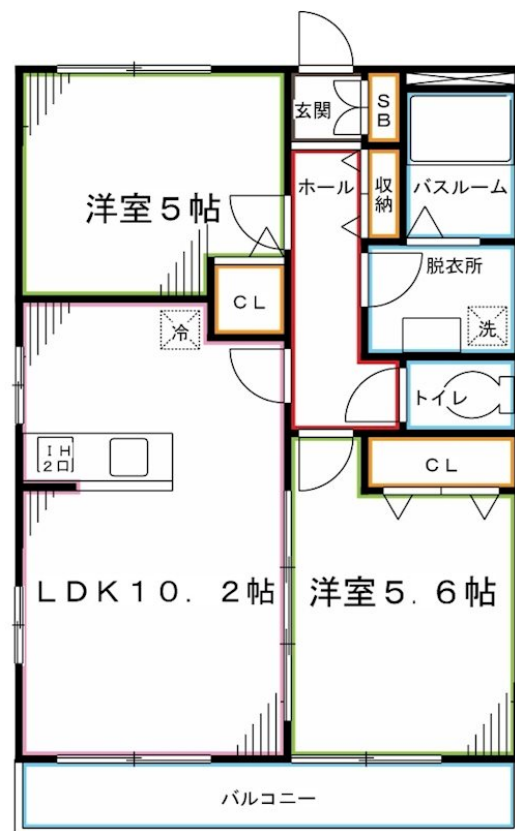 玄関
SB
ホール
収納
バスルーム
洋室5帖
脱衣所
CL
冷
洗
トイレ
IH
2口
CL
LDK10.2帖
洋室5.6帖
バルコニー